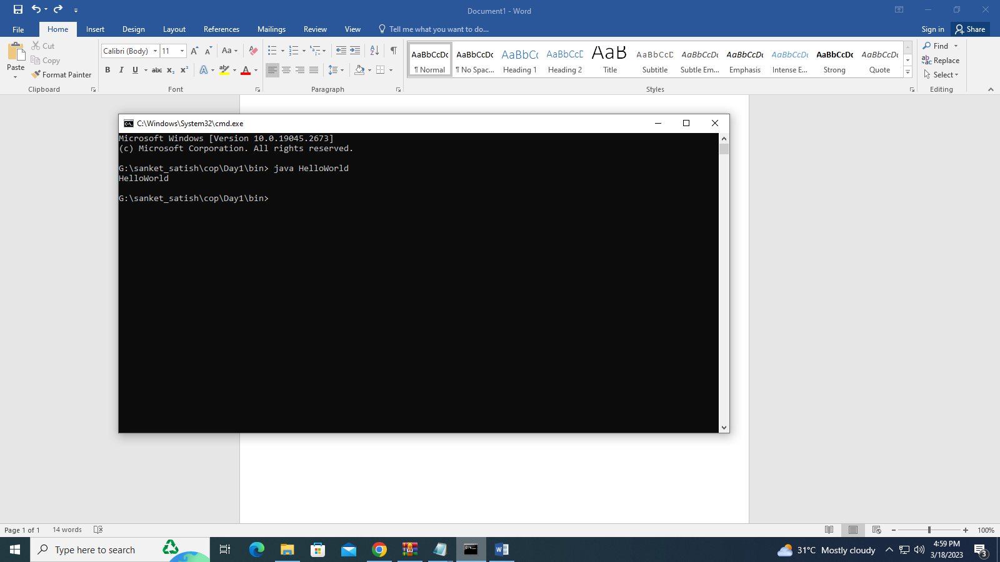 Document1 - Word
File Home Insert Design Layout References Mailings Review View Tell me what you want to do... Sign in Share
Paste
Cut
Copy
Format Painter
Clipboard
Calibri (Body) 11
Aa
B I U abc X₂ X² A ab A
Font
Paragraph
AaBbCcDc AaBbCcDc AaBbCc AaBbCcD AaB AaBbCcD AaBbCcDc AaBbCcDc AaBbCcDc AaBbCcDc AaBbCcDc
¶ Normal ¶ No Spac... Heading 1 Heading 2 Title Subtitle Subtle Em... Emphasis Intense E... Strong Quote
Styles
Find
Replace
Select
Editing
C:\Windows\System32\cmd.exe
Microsoft Windows [Version 10.0.19045.2673]
(c) Microsoft Corporation. All rights reserved.
G:\sanket_satish\cop\Day1\bin> java HelloWorld
HelloWorld
G:\sanket_satish\cop\Day1\bin>
Page 1 of 1 14 words 100%
Type here to search
31°C Mostly cloudy
4:59 PM
3/18/2023
3